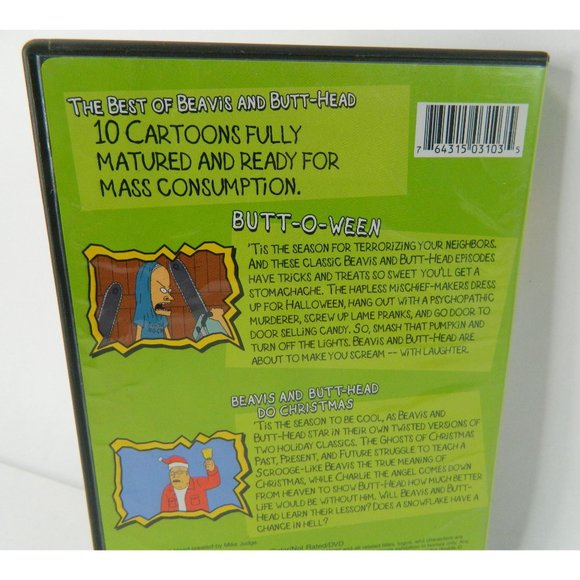 The Best of Beavis and Butt-Head
10 Cartoons fully
matured and ready for
mass consumption.
7 64315 03103 5
Butt-O-Ween
'Tis the season for terrorizing your neighbors.
And these classic Beavis and Butt-Head episodes
have tricks and treats so sweet you'll get a
stomachache. The hapless mischief-makers dress
up for Halloween, hang out with a psychopathic
murderer, screw up lame pranks, and go door to
door selling candy. So, smash that pumpkin and
turn off the lights. Beavis and Butt-Head are
about to make you scream -- with laughter.
Beavis and Butt-Head
Do Christmas
'Tis the season to be cool, as Beavis and
Butt-Head star in their own twisted versions of
two holiday classics. The Ghosts of Christmas
Past, Present, and Future struggle to teach a
Scrooge-like Beavis the true meaning of
Christmas, while Charlie the angel comes down
from heaven to show Butt-Head how much better
life would be without him. Will Beavis and Butt-
Head learn their lesson? Does a snowflake have a
chance in hell?
created by Mike Judge.
Not Rated/DVD